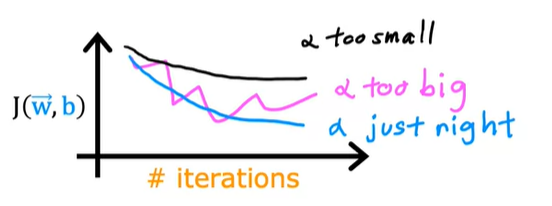 α too small
J(w⃗, b)
α too big
α just right
# iterations